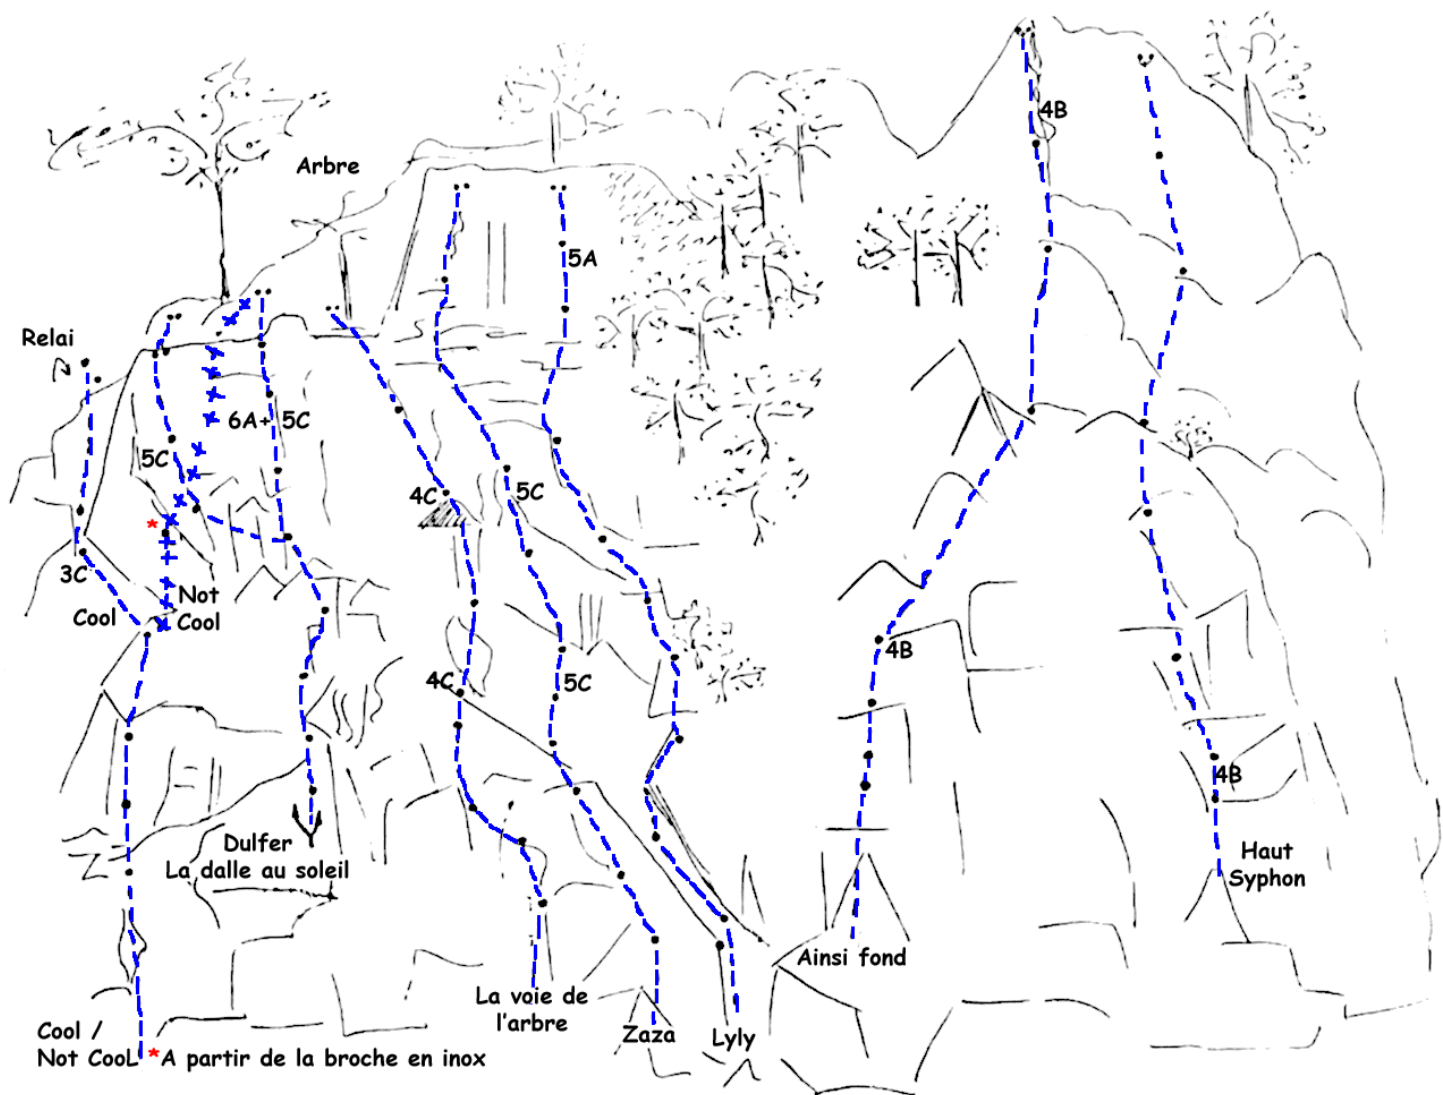 4B
Arbre
5A
Relai
6A+ 5C
5C
4C
5C
3C
Not
Cool
Cool
4B
4C
5C
4B
Dulfer
La dalle au soleil
Haut
Syphon
Ainsi fond
La voie de
l'arbre
Zaza
Lyly
Cool /
Not CooL
*A partir de la broche en inox
*